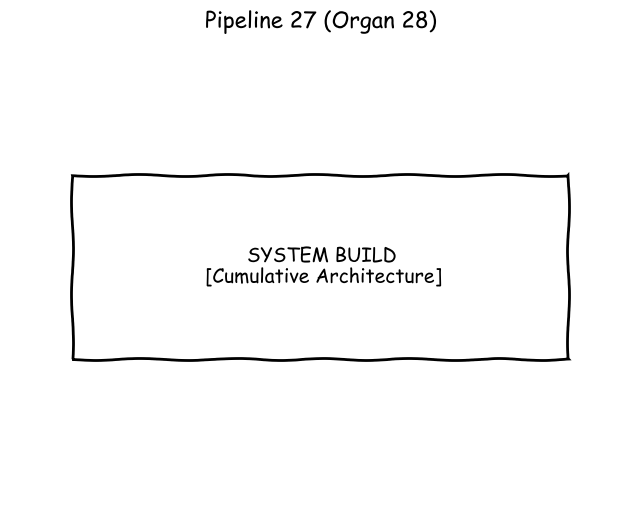 Pipeline 27 (Organ 28)
SYSTEM BUILD
[Cumulative Architecture]